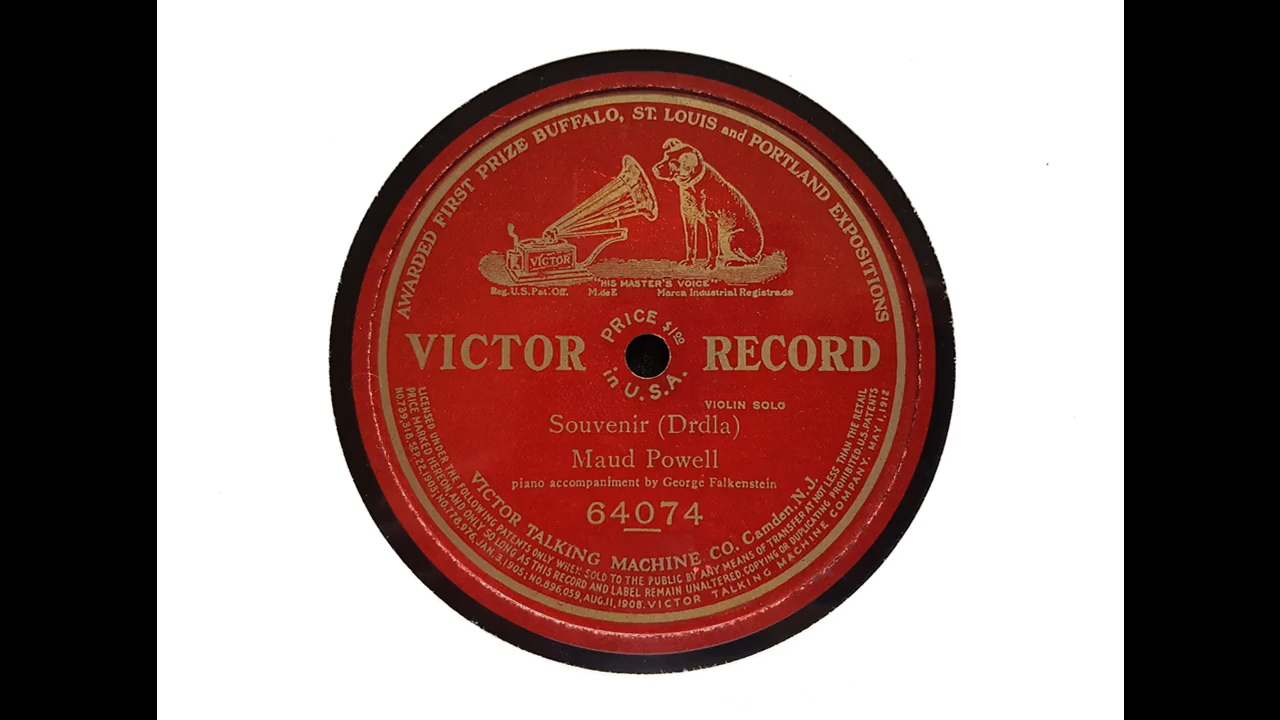 AWARDED FIRST PRIZE BUFFALO, ST. LOUIS and PORTLAND EXPOSITIONS
VICTOR
"HIS MASTER'S VOICE"
Reg. U.S. Pat. Off. M. de F. Marca Industrial Registrada
VICTOR RECORD
PRICE $1.00
in U.S.A.
VIOLIN SOLO
Souvenir (Drdla)
Maud Powell
piano accompaniment by George Falkenstein
64074
VICTOR TALKING MACHINE CO. Camden, N.J.
LICENSED UNDER THE FOLLOWING PATENTS ONLY WHEN SOLD TO THE PUBLIC BY ANY MEANS OF TRANSFER AT NOT LESS THAN THE RETAIL
PRICE MARKED HEREON AND ONLY SO LONG AS THIS RECORD AND LABEL REMAIN UNALTERED. COPYING OR DUPLICATING PROHIBITED. U.S. PATENTS
NO. 739,318, SEP. 22, 1903; NO. 778,976, JAN. 3, 1905; NO. 896,059, AUG. 11, 1908. VICTOR TALKING MACHINE COMPANY. MAY 1, 1912